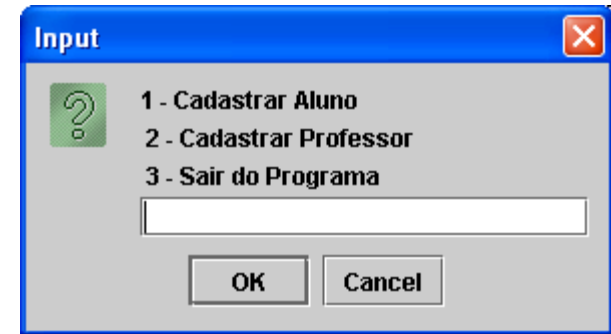 Input
1 - Cadastrar Aluno
2 - Cadastrar Professor
3 - Sair do Programa
OK Cancel